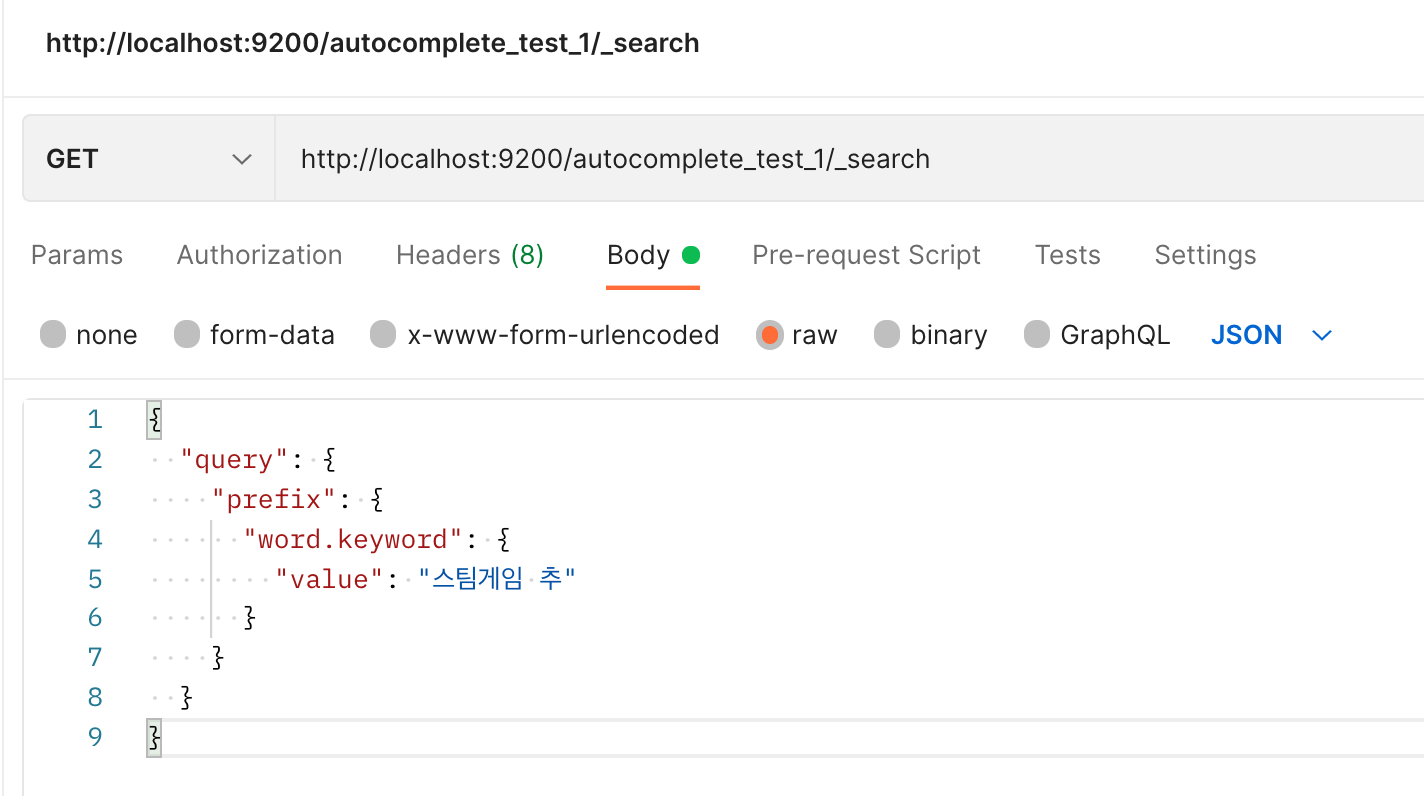 http://localhost:9200/autocomplete_test_1/_search
GET http://localhost:9200/autocomplete_test_1/_search
Params Authorization Headers (8) Body Pre-request Script Tests Settings
none form-data x-www-form-urlencoded raw binary GraphQL JSON
1 {
2   "query": {
3     "prefix": {
4       "word.keyword": {
5         "value": "스팀게임 추"
6       }
7     }
8   }
9 }